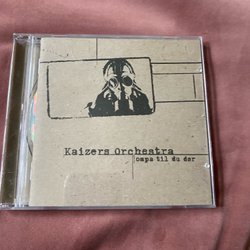 Kaizers Orchestra
ompa til du dør